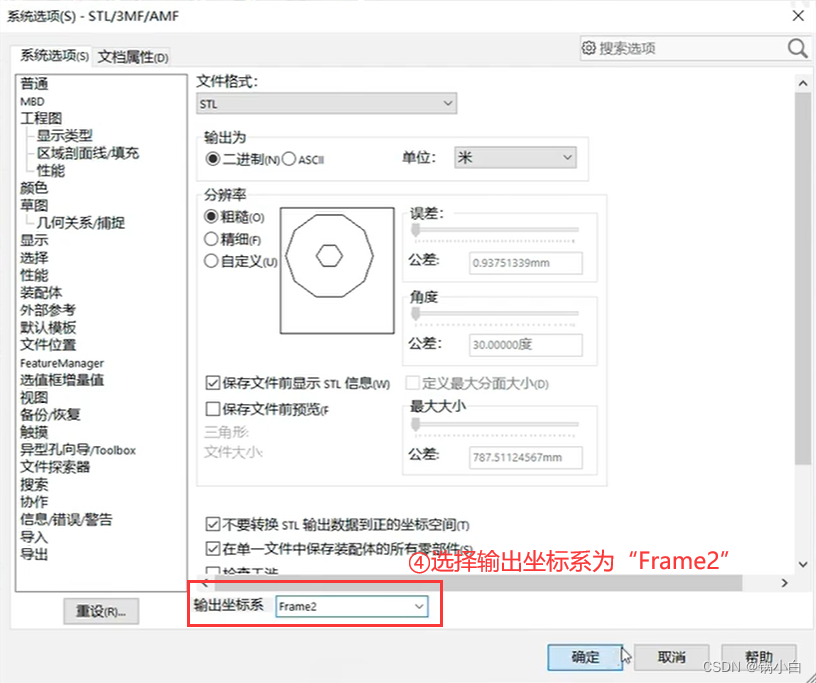 系统选项(S) - STL/3MF/AMF
系统选项(S) 文档属性(D)
搜索选项
普通
MBD
工程图
显示类型
区域剖面线/填充
性能
颜色
草图
几何关系/捕捉
显示
选择
性能
装配体
外部参考
默认模板
文件位置
FeatureManager
选值框增量值
视图
备份/恢复
触摸
异型孔向导/Toolbox
文件探索器
搜索
协作
信息/错误/警告
导入
导出
重设(R)...
文件格式:
STL
输出为
二进制(N) ASCII 单位: 米
分辨率
粗糙(O)
精细(F)
自定义(U)
误差:
公差: 0.93751339mm
角度
公差: 30.00000度
保存文件前显示 STL 信息(W)
定义最大分面大小(D)
保存文件前预览(F
最大大小
三角形:
文件大小:
公差: 787.51124567mm
不要转换 STL 输出数据到正的坐标空间(T)
在单一文件中保存装配体的所有零部件(S)
④选择输出坐标系为“Frame2”
检查干涉
输出坐标系 Frame2
确定 取消 帮助
CSDN @锅小白